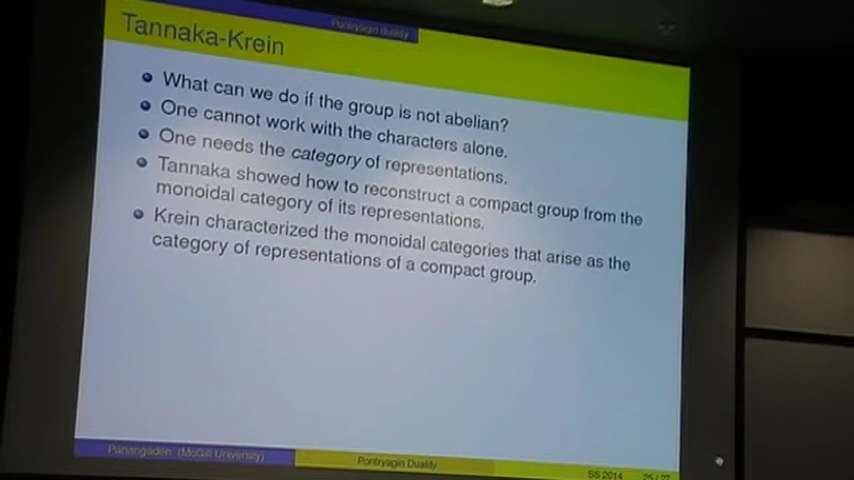 Pontryagin duality
Tannaka-Krein
What can we do if the group is not abelian?
One cannot work with the characters alone.
One needs the category of representations.
Tannaka showed how to reconstruct a compact group from the
monoidal category of its representations.
Krein characterized the monoidal categories that arise as the
category of representations of a compact group.
Panangaden (McGill University)
Pontryagin Duality
SS 2014
25 / 27